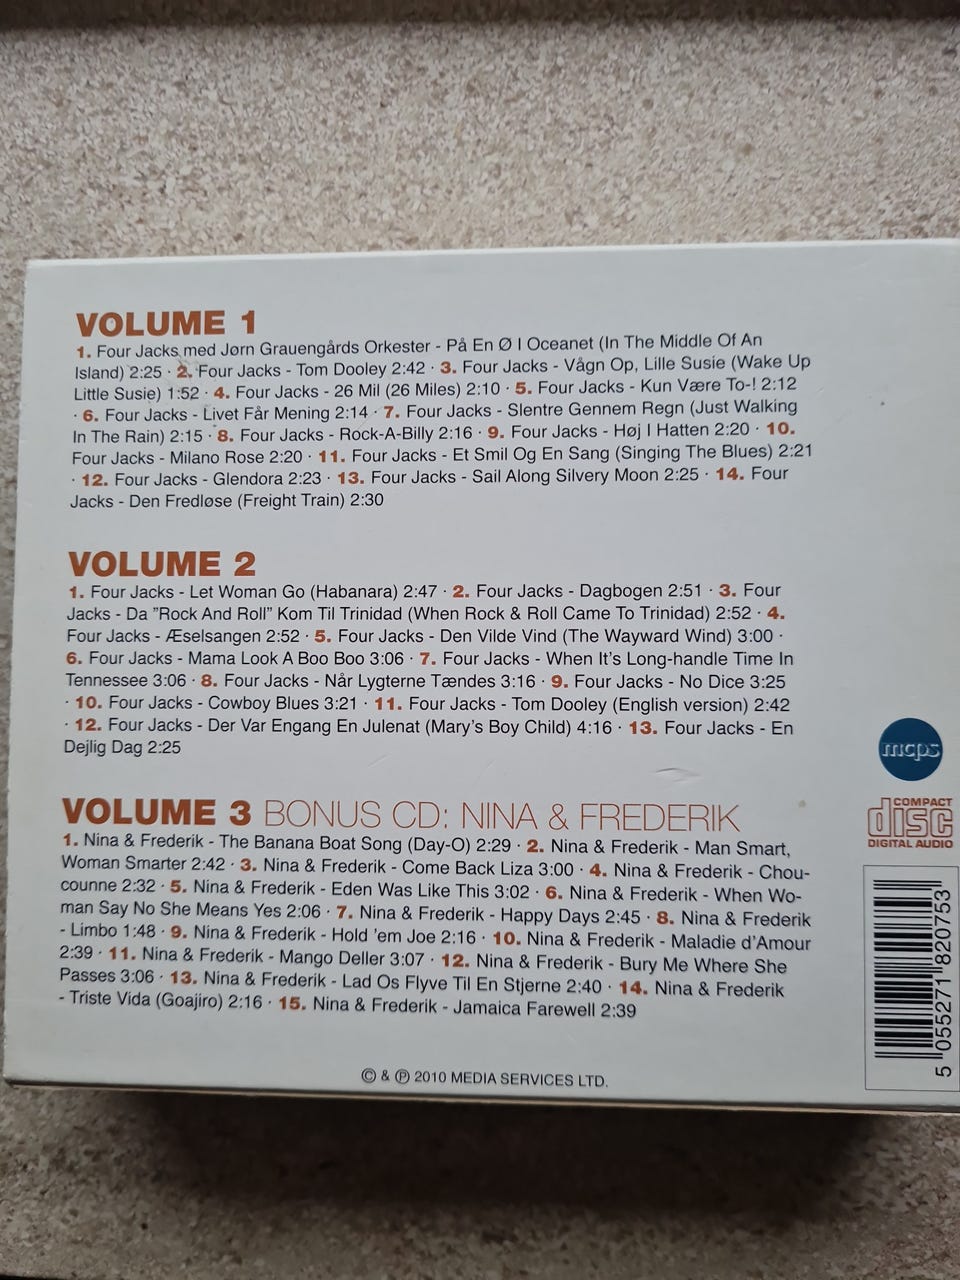 VOLUME 1
1. Four Jacks med Jørn Grauengårds Orkester - På En Ø I Oceanet (In The Middle Of An
Island) 2:25 · 2. Four Jacks - Tom Dooley 2:42 · 3. Four Jacks - Vågn Op, Lille Susie (Wake Up
Little Susie) 1:52 · 4. Four Jacks - 26 Mil (26 Miles) 2:10 · 5. Four Jacks - Kun Være To-! 2:12
· 6. Four Jacks - Livet Får Mening 2:14 · 7. Four Jacks - Slentre Gennem Regn (Just Walking
In The Rain) 2:15 · 8. Four Jacks - Rock-A-Billy 2:16 · 9. Four Jacks - Høj I Hatten 2:20 · 10.
Four Jacks - Milano Rose 2:20 · 11. Four Jacks - Et Smil Og En Sang (Singing The Blues) 2:21
· 12. Four Jacks - Glendora 2:23 · 13. Four Jacks - Sail Along Silvery Moon 2:25 · 14. Four
Jacks - Den Fredløse (Freight Train) 2:30
VOLUME 2
1. Four Jacks - Let Woman Go (Habanara) 2:47 · 2. Four Jacks - Dagbogen 2:51 · 3. Four
Jacks - Da ”Rock And Roll” Kom Til Trinidad (When Rock & Roll Came To Trinidad) 2:52 · 4.
Four Jacks - Æselsangen 2:52 · 5. Four Jacks - Den Vilde Vind (The Wayward Wind) 3:00 ·
6. Four Jacks - Mama Look A Boo Boo 3:06 · 7. Four Jacks - When It’s Long-handle Time In
Tennessee 3:06 · 8. Four Jacks - Når Lygterne Tændes 3:16 · 9. Four Jacks - No Dice 3:25
· 10. Four Jacks - Cowboy Blues 3:21 · 11. Four Jacks - Tom Dooley (English version) 2:42
· 12. Four Jacks - Der Var Engang En Julenat (Mary’s Boy Child) 4:16 · 13. Four Jacks - En
Dejlig Dag 2:25
VOLUME 3 BONUS CD: NINA & FREDERIK
1. Nina & Frederik - The Banana Boat Song (Day-O) 2:29 · 2. Nina & Frederik - Man Smart,
Woman Smarter 2:42 · 3. Nina & Frederik - Come Back Liza 3:00 · 4. Nina & Frederik - Chou-
counne 2:32 · 5. Nina & Frederik - Eden Was Like This 3:02 · 6. Nina & Frederik - When Wo-
man Say No She Means Yes 2:06 · 7. Nina & Frederik - Happy Days 2:45 · 8. Nina & Frederik
- Limbo 1:48 · 9. Nina & Frederik - Hold ’em Joe 2:16 · 10. Nina & Frederik - Maladie d’Amour
2:39 · 11. Nina & Frederik - Mango Deller 3:07 · 12. Nina & Frederik - Bury Me Where She
Passes 3:06 · 13. Nina & Frederik - Lad Os Flyve Til En Stjerne 2:40 · 14. Nina & Frederik
- Triste Vida (Goajiro) 2:16 · 15. Nina & Frederik - Jamaica Farewell 2:39
© & ℗ 2010 MEDIA SERVICES LTD.
mcps
COMPACT
disc
DIGITAL AUDIO
5 055271 820753